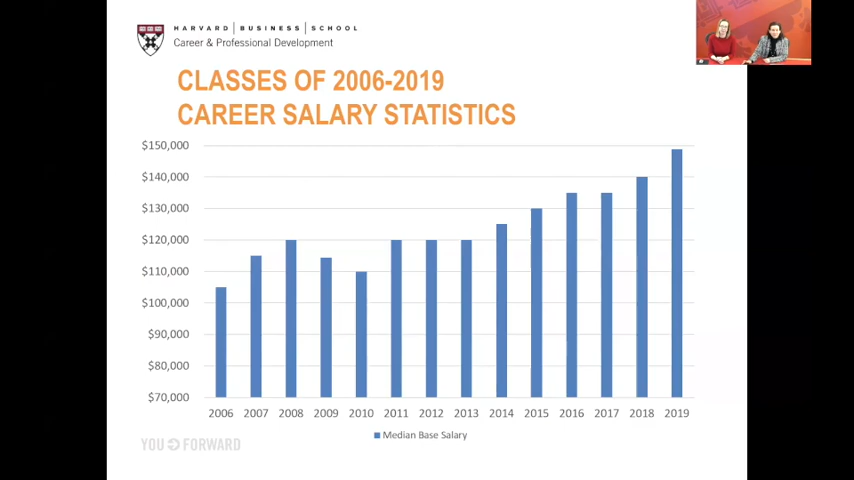 HARVARD | BUSINESS | SCHOOL
Career & Professional Development
CLASSES OF 2006-2019
CAREER SALARY STATISTICS
$150,000
$140,000
$130,000
$120,000
$110,000
$100,000
$90,000
$80,000
$70,000
2006 2007 2008 2009 2010 2011 2012 2013 2014 2015 2016 2017 2018 2019
Median Base Salary
YOU FORWARD